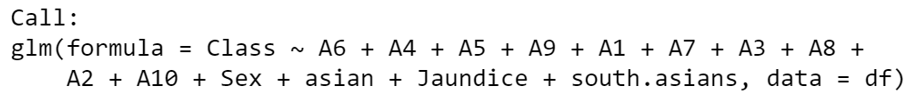 Call:
glm(formula = Class ~ A6 + A4 + A5 + A9 + A1 + A7 + A3 + A8 +
    A2 + A10 + Sex + asian + Jaundice + south.asians, data = df)